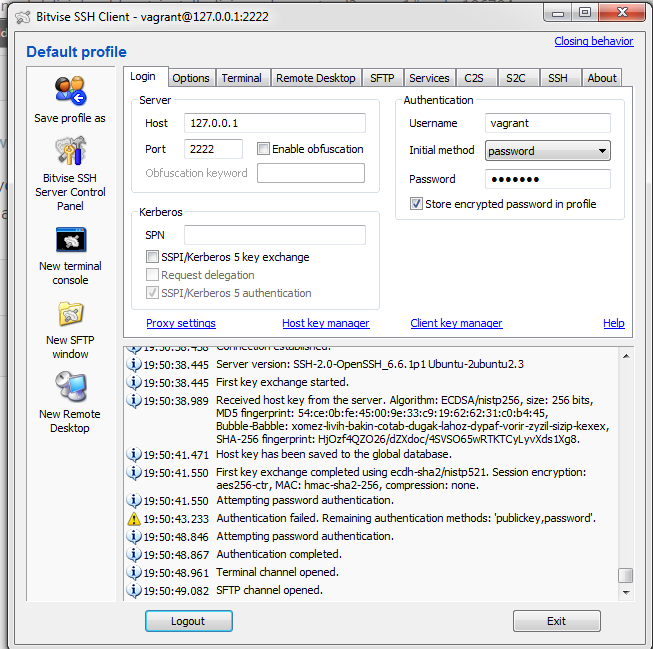 Bitvise SSH Client - vagrant@127.0.0.1:2222
Default profile
Closing behavior
Save profile as
Bitvise SSH
Server Control
Panel
New terminal
console
New SFTP
window
New Remote
Desktop
Login Options Terminal Remote Desktop SFTP Services C2S S2C SSH About
Server
Host 127.0.0.1
Port 2222 Enable obfuscation
Obfuscation keyword
Kerberos
SPN
SSPI/Kerberos 5 key exchange
Request delegation
SSPI/Kerberos 5 authentication
Authentication
Username vagrant
Initial method password
Password •••••••
Store encrypted password in profile
Proxy settings Host key manager Client key manager Help
19:50:38.438 Connection established.
19:50:38.445 Server version: SSH-2.0-OpenSSH_6.6.1p1 Ubuntu-2ubuntu2.3
19:50:38.445 First key exchange started.
19:50:38.989 Received host key from the server. Algorithm: ECDSA/nistp256, size: 256 bits,
MD5 fingerprint: 54:ce:0b:fe:45:00:9e:33:c9:19:62:62:31:c0:b4:45,
Bubble-Babble: xomez-livih-bakin-cotab-dugak-lahoz-dypaf-vorir-zyzil-sizip-kexex,
SHA-256 fingerprint: HjOzf4QZO26/dZXdoc/4SVSO65wRTKTCyLyvXds1Xg8.
19:50:41.471 Host key has been saved to the global database.
19:50:41.550 First key exchange completed using ecdh-sha2/nistp521. Session encryption:
aes256-ctr, MAC: hmac-sha2-256, compression: none.
19:50:41.550 Attempting password authentication.
19:50:43.233 Authentication failed. Remaining authentication methods: 'publickey,password'.
19:50:48.846 Attempting password authentication.
19:50:48.867 Authentication completed.
19:50:48.961 Terminal channel opened.
19:50:49.082 SFTP channel opened.
Logout Exit